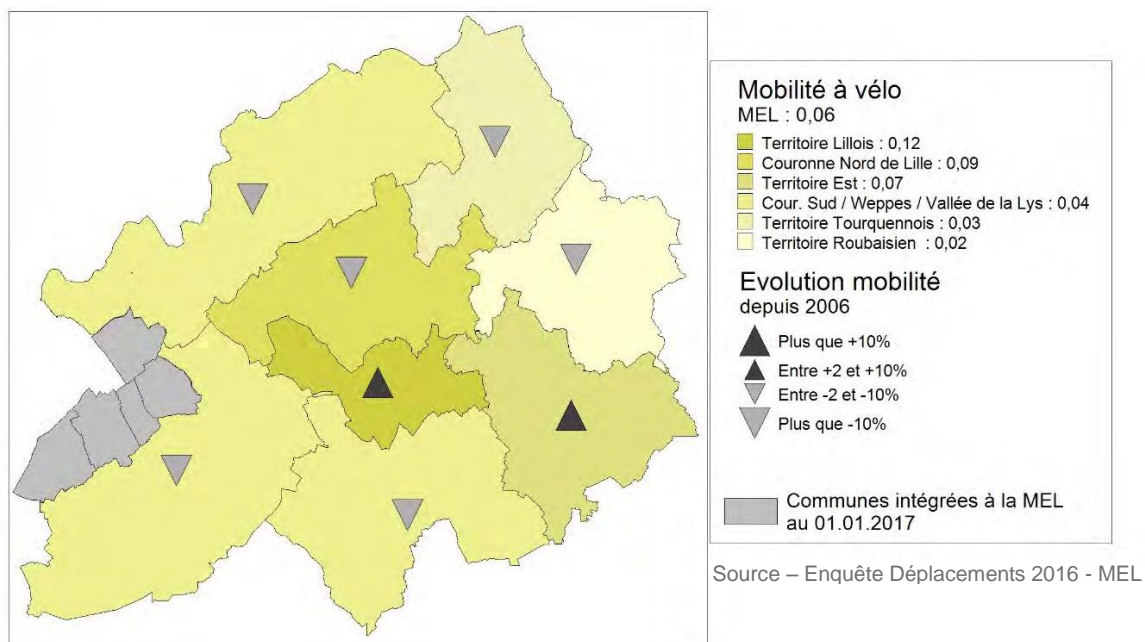 Mobilité à vélo
MEL : 0,06
Territoire Lillois : 0,12
Couronne Nord de Lille : 0,09
Territoire Est : 0,07
Cour. Sud / Weppes / Vallée de la Lys : 0,04
Territoire Tourquennois : 0,03
Territoire Roubaisien : 0,02
Evolution mobilité
depuis 2006
Plus que +10%
Entre +2 et +10%
Entre -2 et -10%
Plus que -10%
Communes intégrées à la MEL
au 01.01.2017
Source – Enquête Déplacements 2016 - MEL